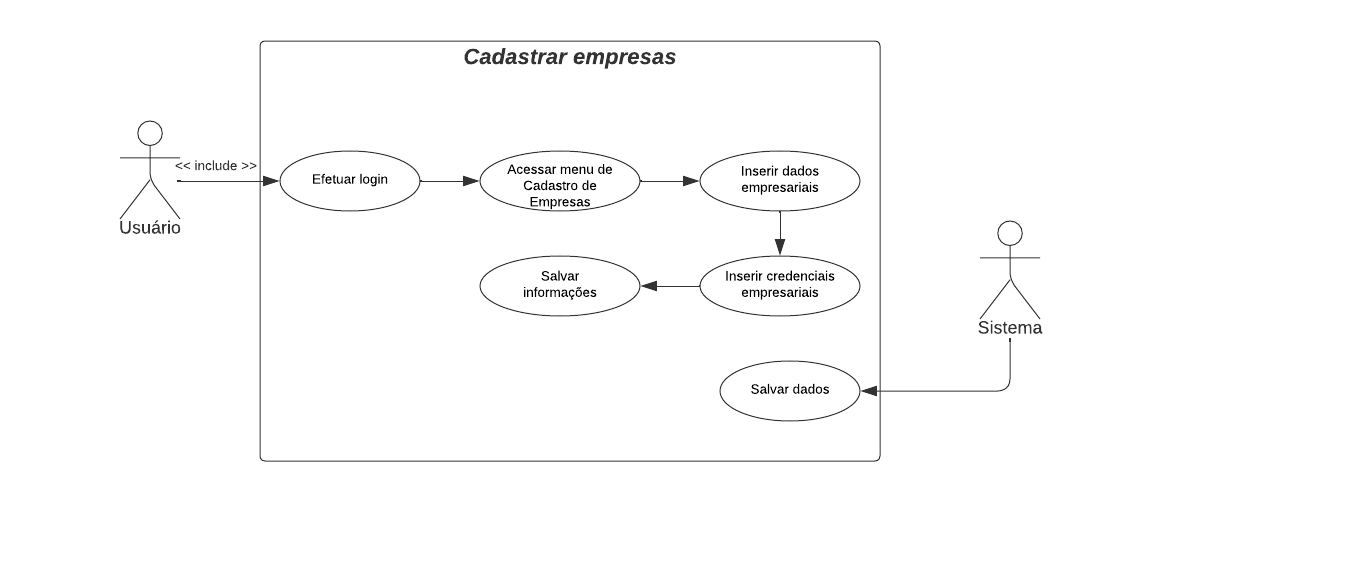 Cadastrar empresas
<< include >>
Usuário
Efetuar login
Acessar menu de
Cadastro de
Empresas
Inserir dados
empresariais
Salvar
informações
Inserir credenciais
empresariais
Sistema
Salvar dados